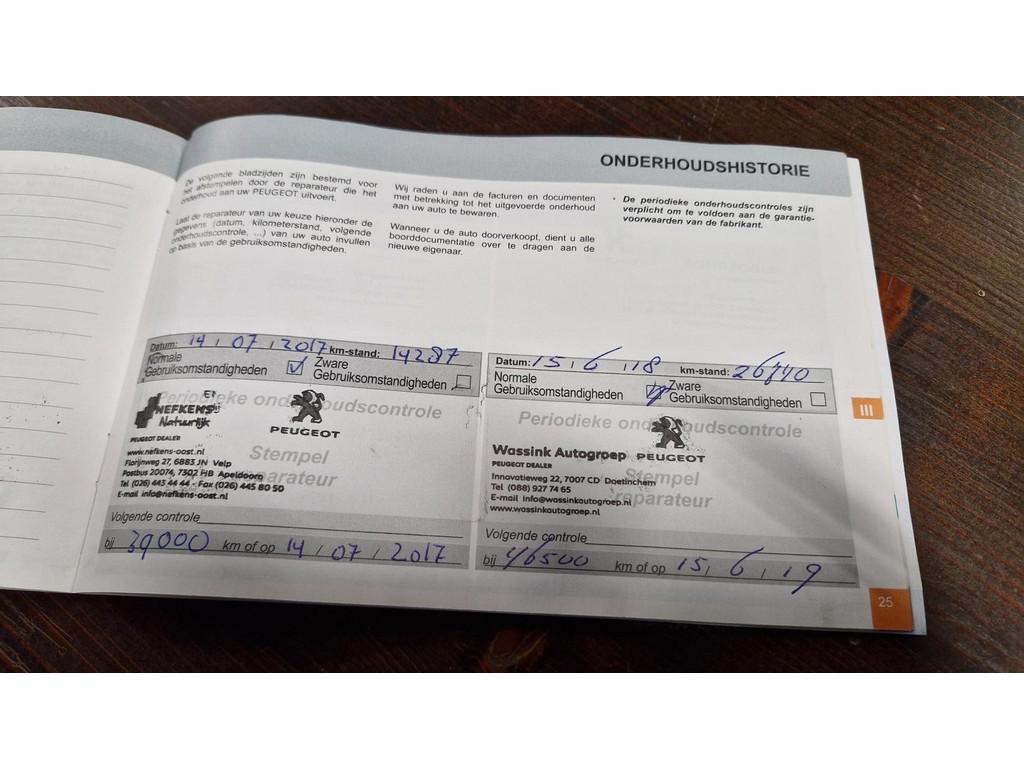 ONDERHOUDSHISTORIE
De volgende bladzijden zijn bestemd voor
het afstempelen door de reparateur die het
onderhoud aan uw PEUGEOT uitvoert.
Laat de reparateur van uw keuze hieronder de
gegevens (datum, kilometerstand, volgende
onderhoudscontrole, ...) van uw auto invullen
op basis van de gebruiksomstandigheden.
Wij raden u aan de facturen en documenten
met betrekking tot het uitgevoerde onderhoud
aan uw auto te bewaren.
Wanneer u de auto doorverkoopt, dient u alle
boorddocumentatie over te dragen aan de
nieuwe eigenaar.
* De periodieke onderhoudscontroles zijn
verplicht om te voldoen aan de garantie-
voorwaarden van de fabrikant.
Datum: 14 / 07 / 2017 km-stand: 14287
Normale
Gebruiksomstandigheden
Zware
Gebruiksomstandigheden
Periodieke onderhoudscontrole
NEFKENS
Natuurlijk
PEUGEOT
PEUGEOT DEALER
www.nefkens-oost.nl
Florijnweg 27, 6883 JN Velp
Postbus 20074, 7302 HB Apeldoorn
Tel (026) 443 44 44 - Fax (026) 445 80 50
E-mail info@nefkens-oost.nl
Stempel
reparateur
Volgende controle
bij 39000 km of op 14 / 07 / 2017
Datum: 15 / 6 / 18 km-stand:
Normale
Gebruiksomstandigheden
Zware
Gebruiksomstandigheden
Periodieke onderhoudscontrole
Wassink Autogroep PEUGEOT
PEUGEOT DEALER
Innovatieweg 22, 7007 CD Doetinchem
Tel (088) 927 74 65
E-mail info@wassinkautogroep.nl
www.wassinkautogroep.nl
Stempel
reparateur
Volgende controle
bij 46500 km of op 15 / 6 / 19
III
25